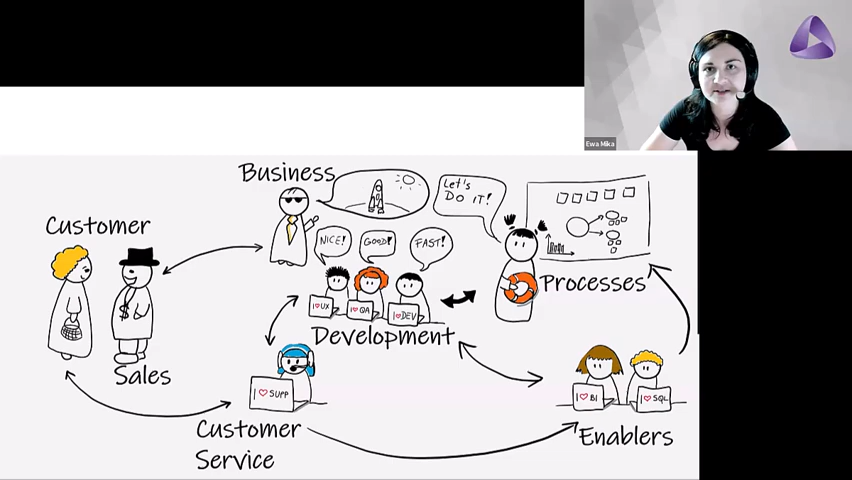 Ewa Mika
Business
Let's
Do IT!
Customer
NICE!
GOOD!
FAST!
Processes
I ♥ UX
I ♥ QA
I ♥ DEV
Development
Sales
I ♥ SUPP
I ♥ BI
I ♥ SQL
Customer
Service
Enablers